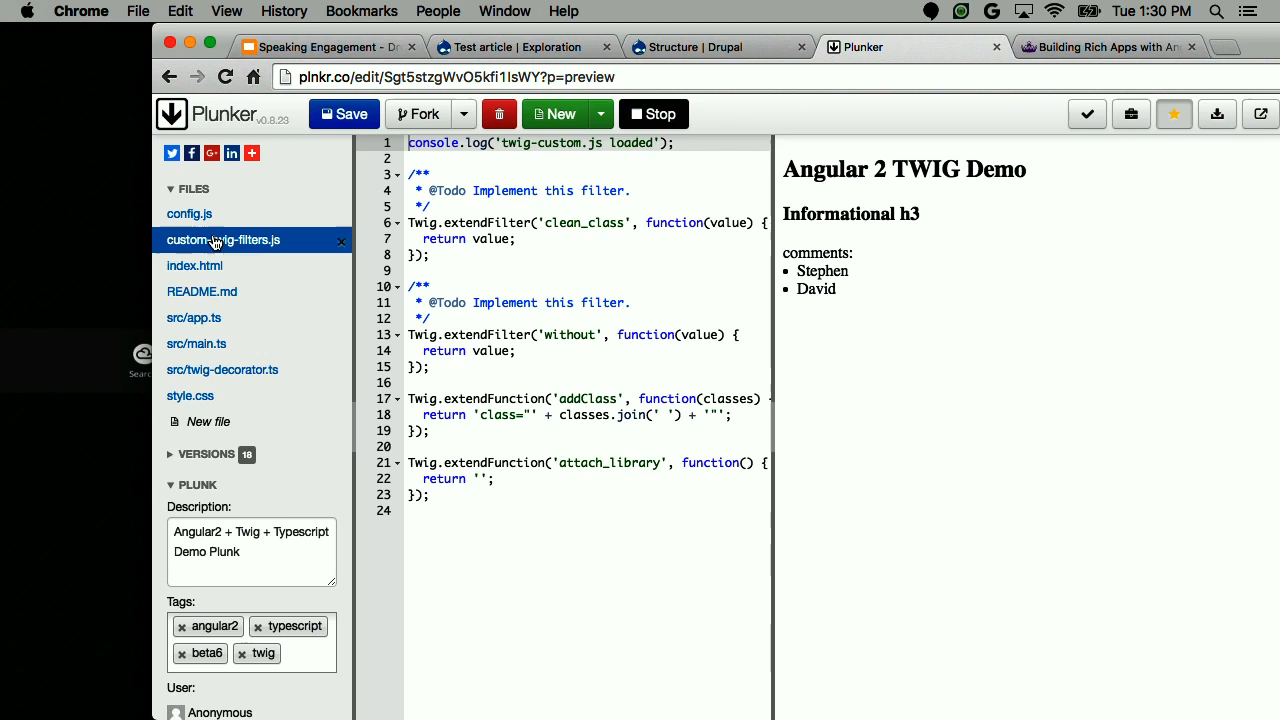 Chrome File Edit View History Bookmarks People Window Help Tue 1:30 PM
Speaking Engagement - Dr × Test article | Exploration × Structure | Drupal × Plunker × Building Rich Apps with An ×
plnkr.co/edit/Sgt5stzgWvO5kfi1IsWY?p=preview
Plunker v0.8.23 Save Fork New Stop
FILES
config.js
custom-twig-filters.js ×
index.html
README.md
src/app.ts
src/main.ts
src/twig-decorator.ts
style.css
New file
VERSIONS 18
PLUNK
Description:
Angular2 + Twig + Typescript
Demo Plunk
Tags:
× angular2 × typescript
× beta6 × twig
User:
Anonymous
1 console.log('twig-custom.js loaded');
2
3 /**
4 * @Todo Implement this filter.
5 */
6 Twig.extendFilter('clean_class', function(value) {
7 return value;
8 });
9
10 /**
11 * @Todo Implement this filter.
12 */
13 Twig.extendFilter('without', function(value) {
14 return value;
15 });
16
17 Twig.extendFunction('addClass', function(classes) {
18 return 'class="' + classes.join(' ') + '"';
19 });
20
21 Twig.extendFunction('attach_library', function() {
22 return '';
23 });
24
Angular 2 TWIG Demo
Informational h3
comments:
• Stephen
• David